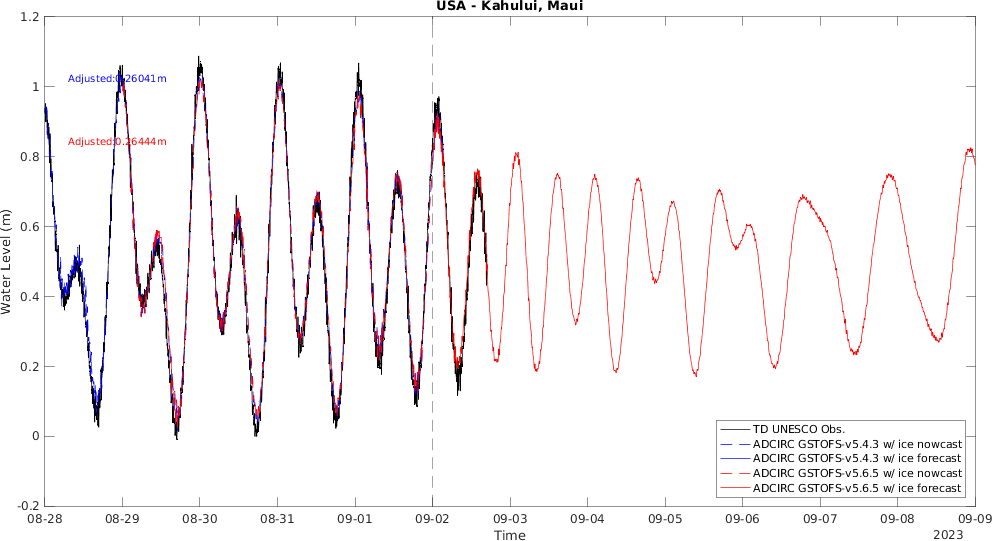 USA - Kahului, Maui
1.2
1
0.8
0.6
0.4
0.2
0
-0.2
Water Level (m)
Adjusted:0.26041m
Adjusted:0.26444m
TD UNESCO Obs.
ADCIRC GSTOFS-v5.4.3 w/ ice nowcast
ADCIRC GSTOFS-v5.4.3 w/ ice forecast
ADCIRC GSTOFS-v5.6.5 w/ ice nowcast
ADCIRC GSTOFS-v5.6.5 w/ ice forecast
08-28 08-29 08-30 08-31 09-01 09-02 09-03 09-04 09-05 09-06 09-07 09-08 09-09
Time
2023